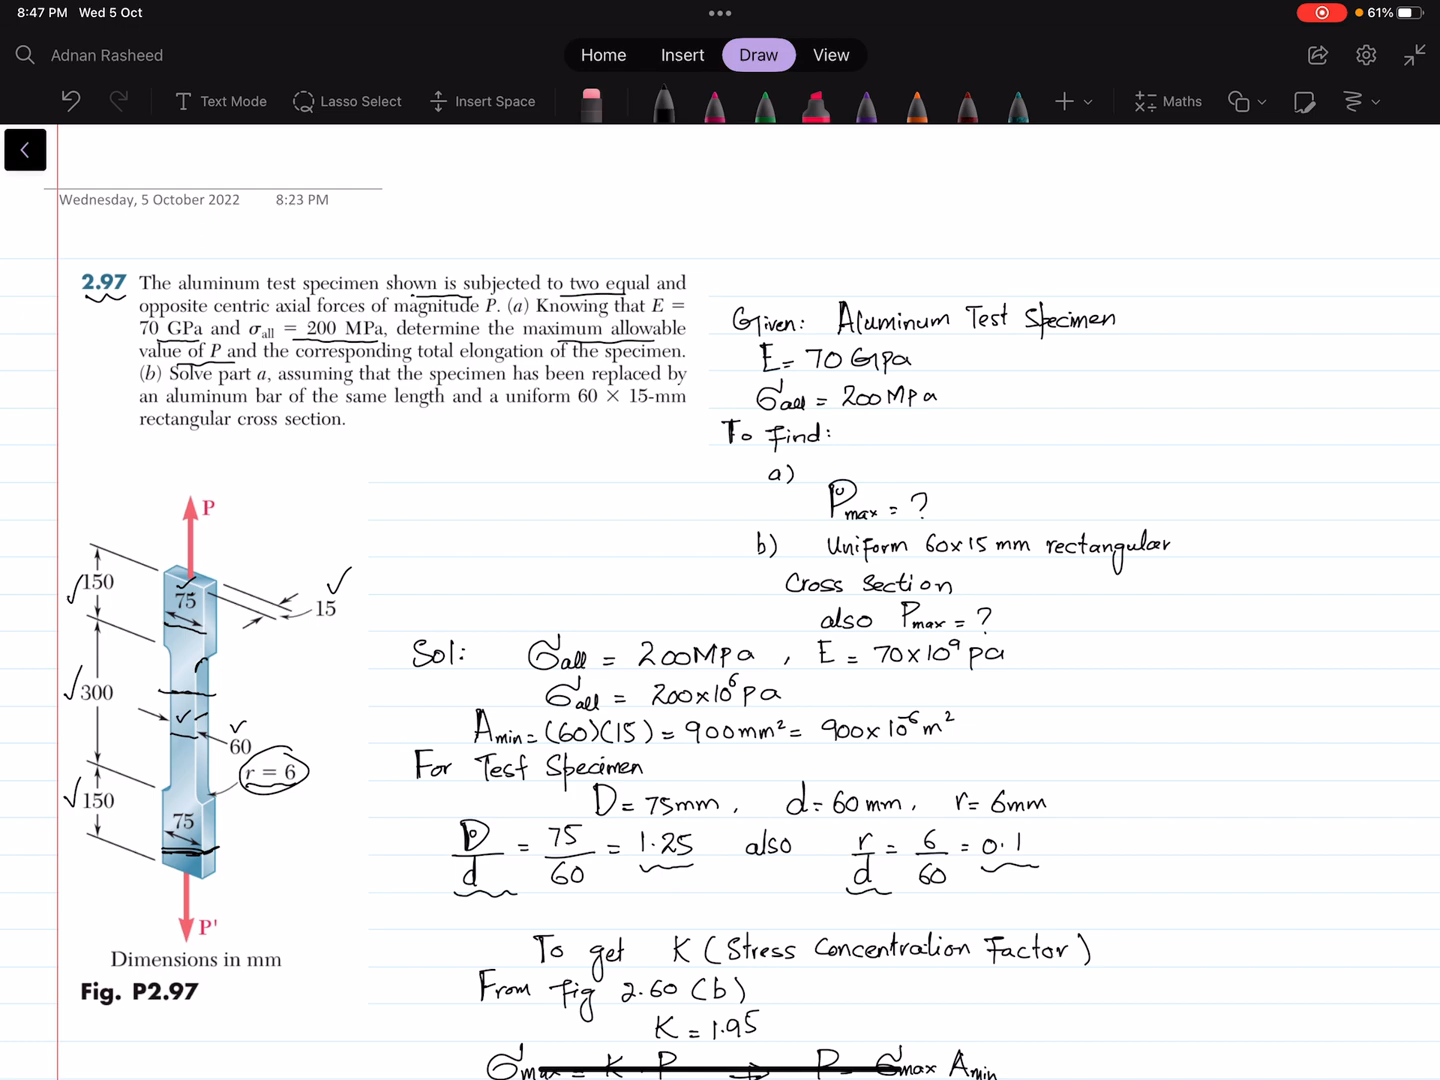 8:47 PM Wed 5 Oct
61%
Adnan Rasheed
Home Insert Draw View
Text Mode Lasso Select Insert Space Maths
Wednesday, 5 October 2022 8:23 PM
2.97 The aluminum test specimen shown is subjected to two equal and
opposite centric axial forces of magnitude P. (a) Knowing that E =
70 GPa and σall = 200 MPa, determine the maximum allowable
value of P and the corresponding total elongation of the specimen.
(b) Solve part a, assuming that the specimen has been replaced by
an aluminum bar of the same length and a uniform 60 × 15-mm
rectangular cross section.
Given: Aluminum Test Specimen
E = 70 GPa
σall = 200 MPa
To find:
a)
Pmax = ?
b) Uniform 60x15 mm rectangular
Cross Section
also Pmax = ?
P
150
75
15
300
60
r = 6
150
75
P'
Dimensions in mm
Fig. P2.97
Sol: σall = 200MPa , E = 70x10⁹ pa
σall = 200x10⁶ pa
Amin = (60)(15) = 900mm² = 900x10⁻⁶ m²
For Test Specimen
D = 75mm, d = 60 mm, r = 6mm
D/d = 75/60 = 1.25 also r/d = 6/60 = 0.1
To get K (Stress Concentration Factor)
From fig 2.60 (b)
K = 1.95
σmax = K P ⇒ P = σmax Amin